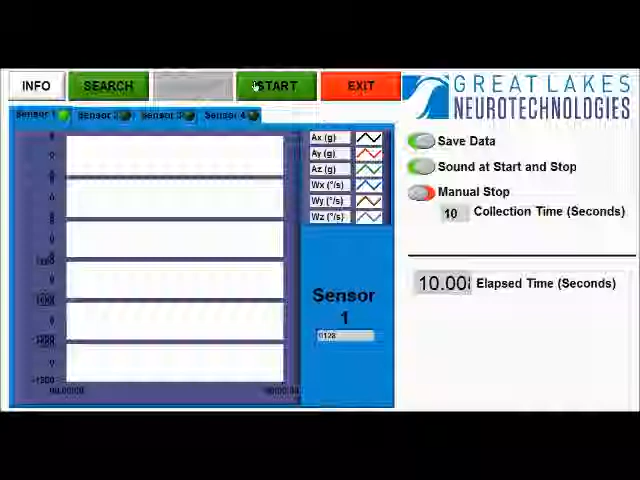 INFO
SEARCH
START
EXIT
GREAT LAKES
NEUROTECHNOLOGIES
Sensor 1
Sensor 2
Sensor 3
Sensor 4
Ax (g)
Ay (g)
Az (g)
Wx (°/s)
Wy (°/s)
Wz (°/s)
Sensor
1
0128
Save Data
Sound at Start and Stop
Manual Stop
10 Collection Time (Seconds)
10.00 Elapsed Time (Seconds)